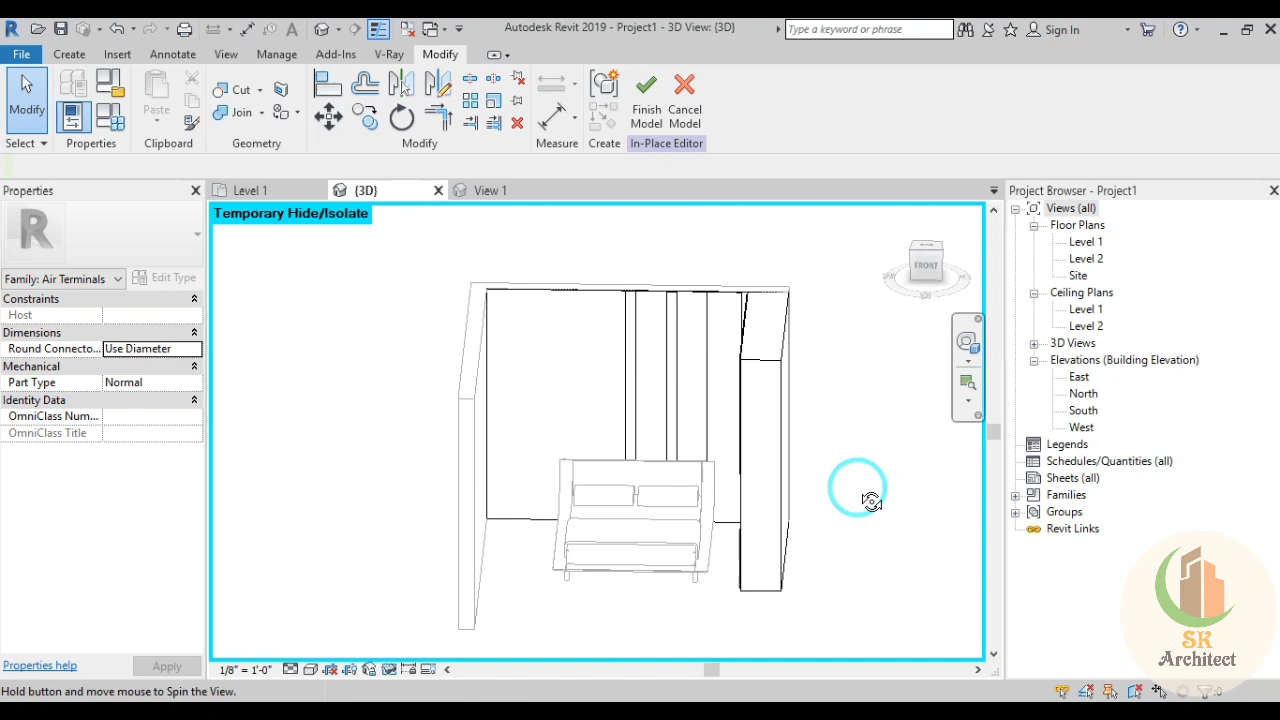 Autodesk Revit 2019 - Project1 - 3D View: {3D}
Type a keyword or phrase
Sign In
File Create Insert Annotate View Manage Add-Ins V-Ray Modify
Modify
Paste
Cut
Join
Finish Model
Cancel Model
Select Properties Clipboard Geometry Modify Measure Create In-Place Editor
Properties
Level 1
{3D}
View 1
Project Browser - Project1
Temporary Hide/Isolate
FRONT
Family: Air Terminals
Edit Type
Constraints
Host
Dimensions
Round Connecto... Use Diameter
Mechanical
Part Type Normal
Identity Data
OmniClass Num...
OmniClass Title
Properties help
Apply
Views (all)
Floor Plans
Level 1
Level 2
Site
Ceiling Plans
Level 1
Level 2
3D Views
Elevations (Building Elevation)
East
North
South
West
Legends
Schedules/Quantities (all)
Sheets (all)
Families
Groups
Revit Links
1/8" = 1'-0"
Hold button and move mouse to Spin the View.
:0
SK
Architect